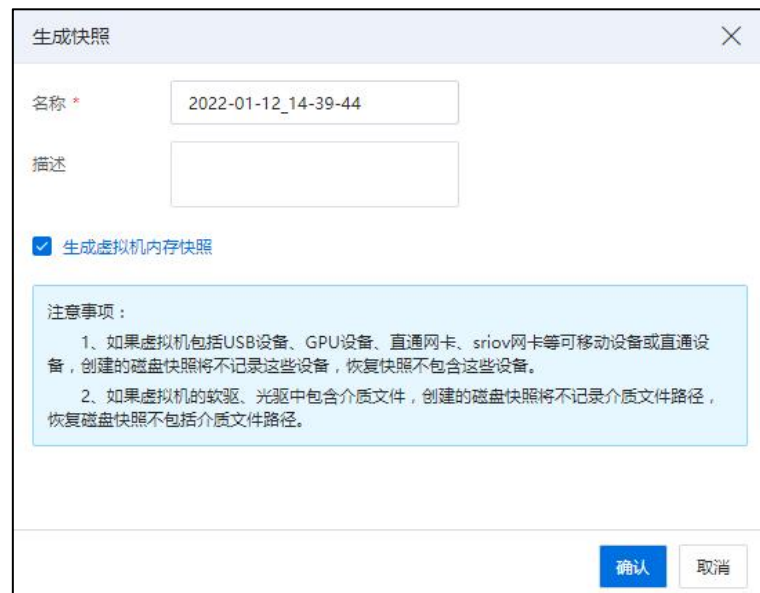 生成快照
名称 *
2022-01-12_14-39-44
描述
生成虚拟机内存快照
注意事项：
1、如果虚拟机包括USB设备、GPU设备、直通网卡、sriov网卡等可移动设备或直通设
备，创建的磁盘快照将不记录这些设备，恢复快照不包含这些设备。
2、如果虚拟机的软驱、光驱中包含介质文件，创建的磁盘快照将不记录介质文件路径，
恢复磁盘快照不包括介质文件路径。
确认
取消